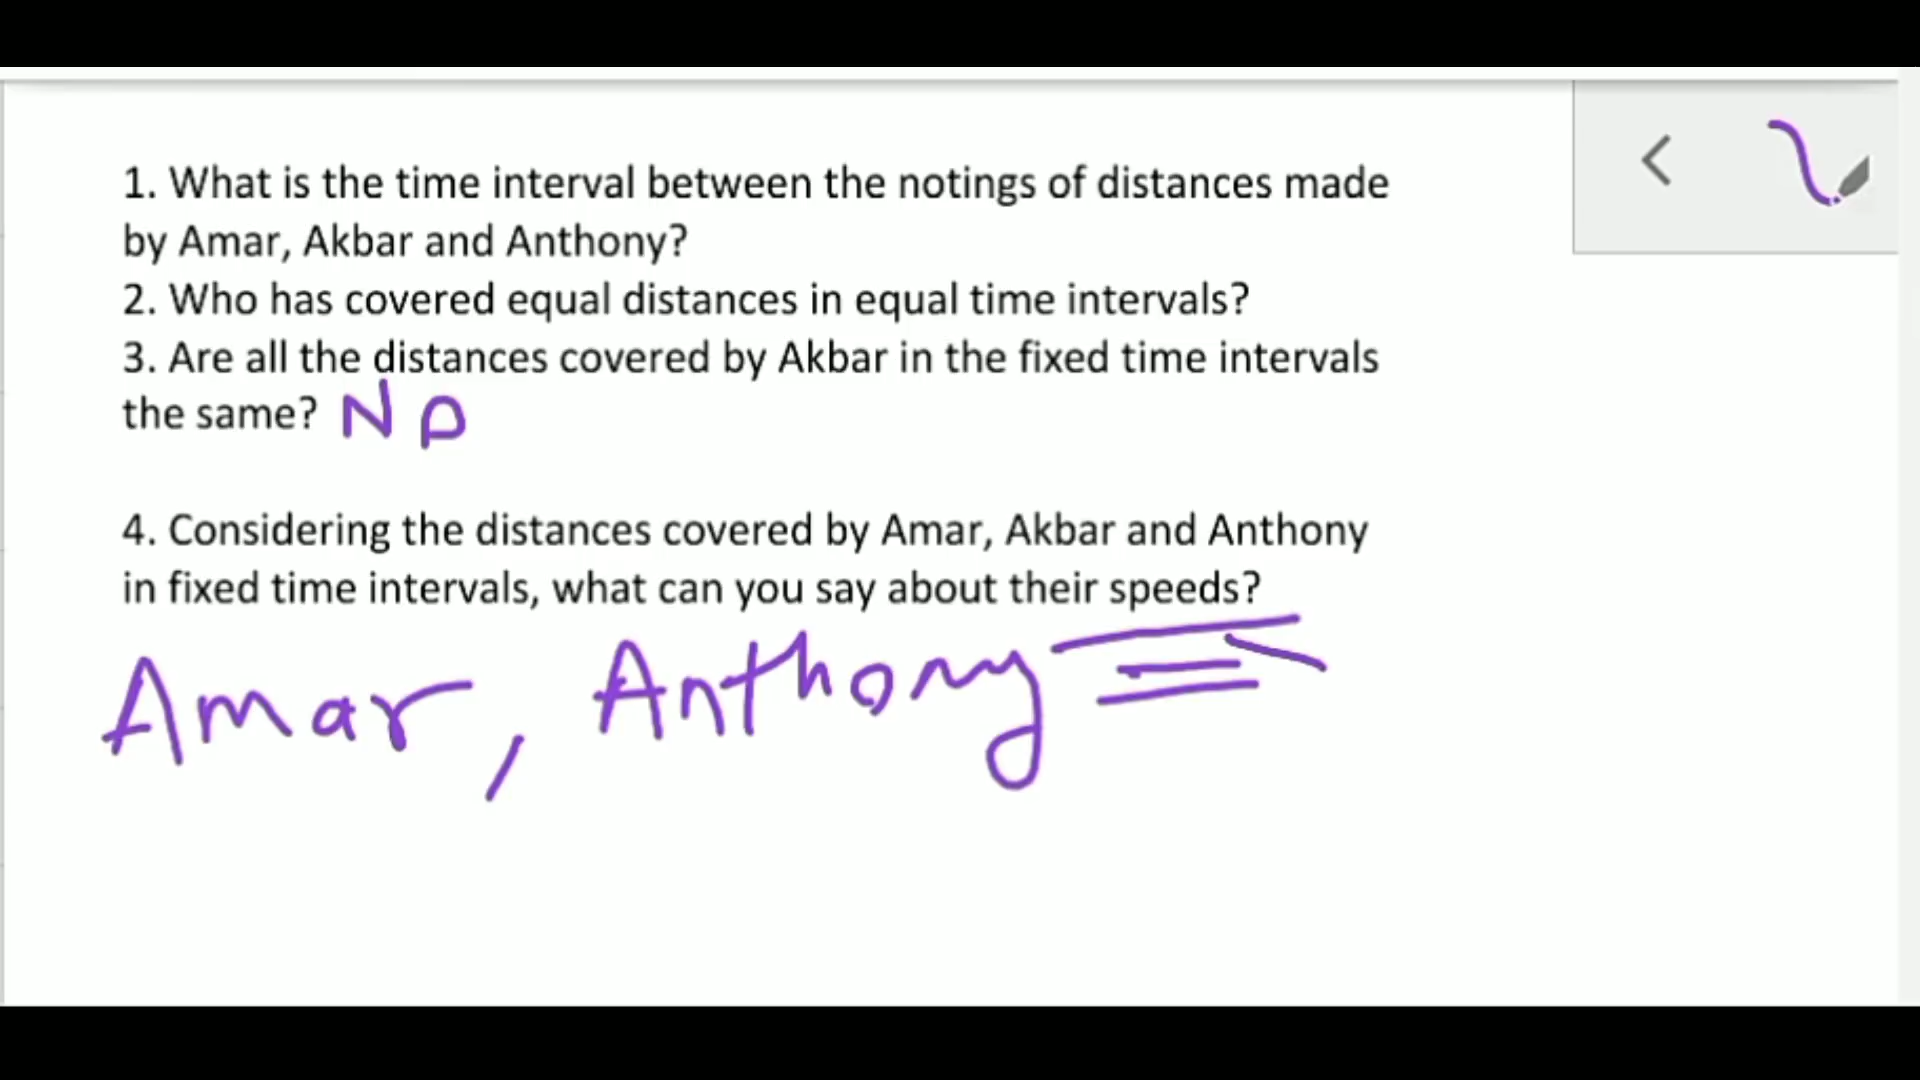 1. What is the time interval between the notings of distances made
by Amar, Akbar and Anthony?
2. Who has covered equal distances in equal time intervals?
3. Are all the distances covered by Akbar in the fixed time intervals
the same? NO
4. Considering the distances covered by Amar, Akbar and Anthony
in fixed time intervals, what can you say about their speeds?
Amar, Anthony